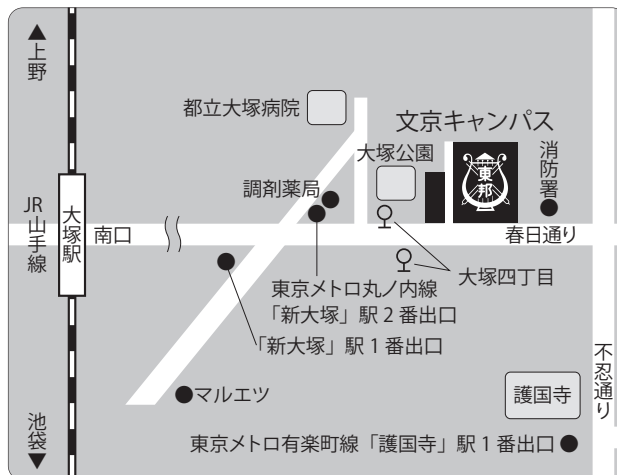 ▲上野
都立大塚病院
文京キャンパス
大塚公園
東邦
消防署
調剤薬局
JR山手線
大塚駅
南口
春日通り
大塚四丁目
東京メトロ丸ノ内線
「新大塚」駅 2 番出口
「新大塚」駅 1 番出口
不忍通り
マルエツ
護国寺
池袋▼
東京メトロ有楽町線「護国寺」駅 1 番出口